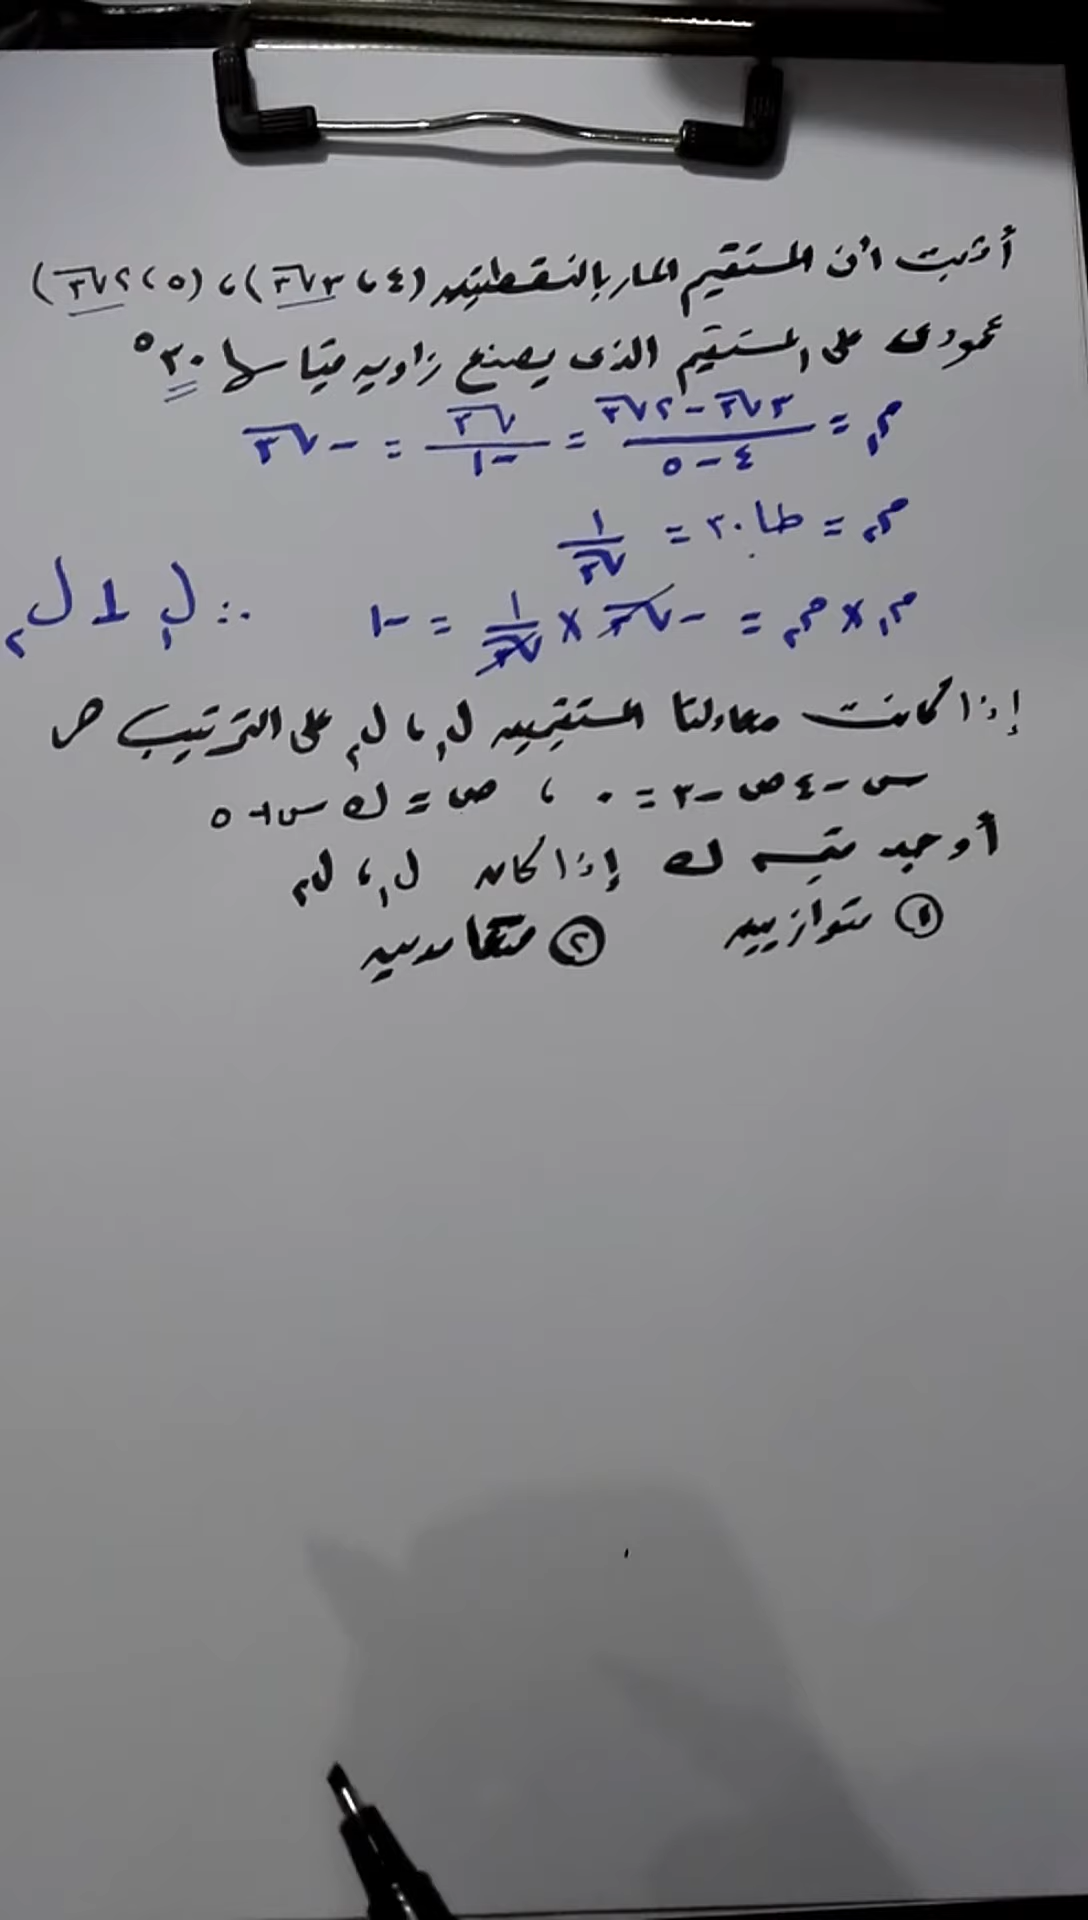 أثبت أن المستقيم المار بالنقطتين (٤ ، ٣√٣) ، (٥ ، ٢√٣)
عمودى على المستقيم الذى يصنع زاوية قياسها ٣٠°
م١ = (٣√٣ - ٢√٣)/(٤ - ٥) = √٣/-١ = -√٣
م٢ = طا ٣٠ = ١/√٣
م١ × م٢ = -√٣ × ١/√٣ = -١ ∴ ل١ ⊥ ل٢
إذا كانت معادلتا المستقيمين ل١ ، ل٢ على الترتيب هى
س - ٤ص - ٣ = ٠ ، ص = ك س + ٥
أوجد قيمة ك إذا كان ل١ ، ل٢
① متوازيين ② متعامدين